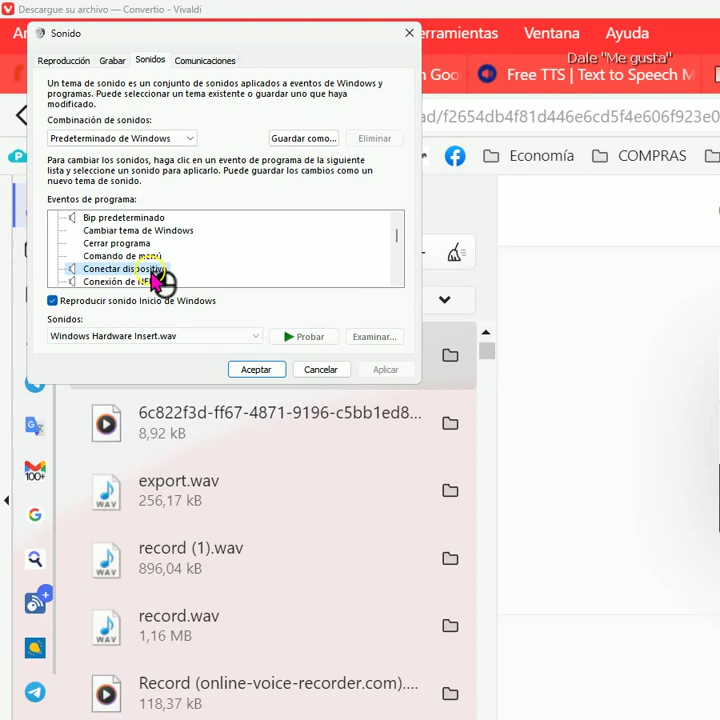 Descargue su archivo — Convertio - Vivaldi
Sonido
erramientas
Ventana
Ayuda
Dale "Me gusta"
Reproducción
Grabar
Sonidos
Comunicaciones
Goo
Free TTS | Text to Speech M
Un tema de sonido es un conjunto de sonidos aplicados a eventos de Windows y
programas. Puede seleccionar un tema existente o guardar uno que haya
modificado.
ad/f2654db4f81d446e6cd5f4e606f923e0
Combinación de sonidos:
Predeterminado de Windows
Guardar como...
Eliminar
Economía
COMPRAS
Para cambiar los sonidos, haga clic en un evento de programa de la siguiente
lista y seleccione un sonido para aplicarlo. Puede guardar los cambios como un
nuevo tema de sonido.
Eventos de programa:
Bip predeterminado
Cambiar tema de Windows
Cerrar programa
Comando de menú
Conectar dispositivo
Conexión de
Reproducir sonido Inicio de Windows
Sonidos:
Windows Hardware Insert.wav
Probar
Examinar...
Aceptar
Cancelar
Aplicar
6c822f3d-ff67-4871-9196-c5bb1ed8...
8,92 kB
100+
export.wav
256,17 kB
record (1).wav
896,04 kB
record.wav
1,16 MB
Record (online-voice-recorder.com)....
118,37 kB